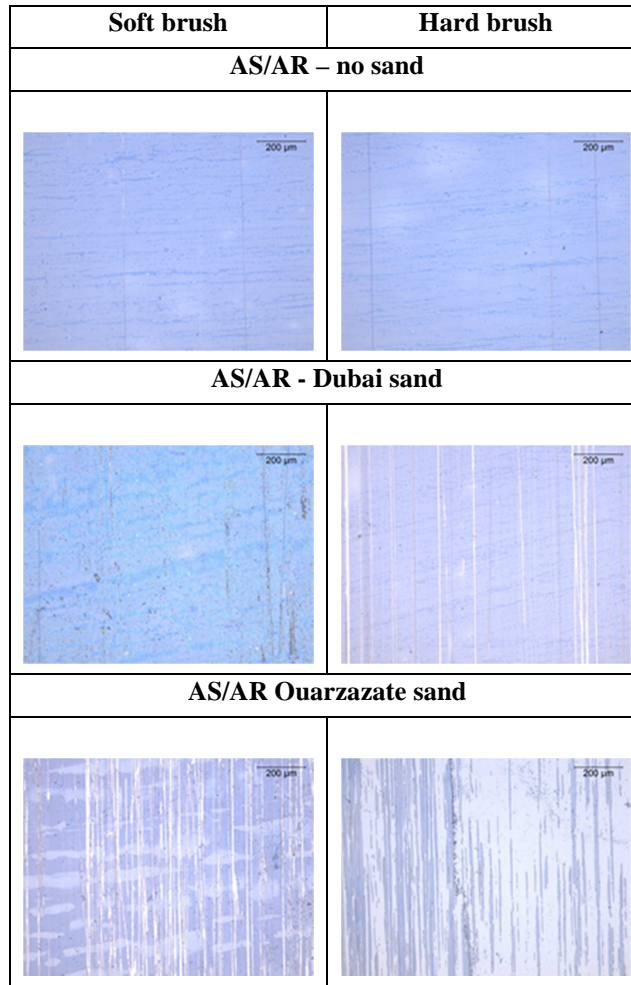 Soft brush
Hard brush
AS/AR – no sand
200 µm
200 µm
AS/AR - Dubai sand
200 µm
200 µm
AS/AR Ouarzazate sand
200 µm
200 µm